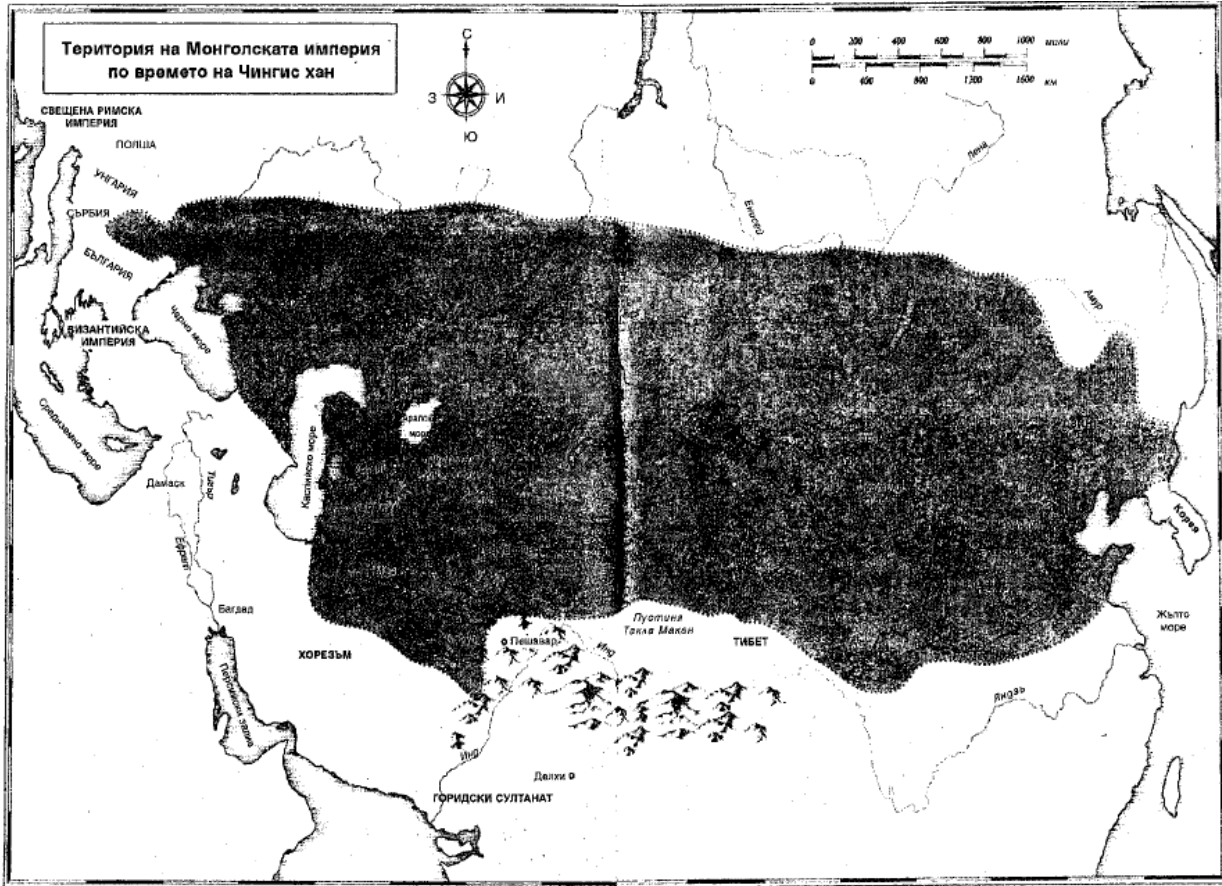 Територия на Монголската империя
по времето на Чингис хан
С
З
И
Ю
0 200 400 600 800 1000 мили
0 400 800 1300 1600 км
СВЕЩЕНА РИМСКА
ИМПЕРИЯ
ПОЛША
УНГАРИЯ
СЪРБИЯ
БЪЛГАРИЯ
ВИЗАНТИЙСКА
ИМПЕРИЯ
Черно море
Средиземно море
Дамаск
Тигър
Ефрат
Багдад
Персийски залив
Каспийско море
Аралско
море
ХОРЕЗЪМ
Пешавар
Инд
Пустиня
Такла Макан
ТИБЕТ
Инд
Делхи
ГОРИДСКИ СУЛТАНАТ
Енисей
Лена
Амур
Корея
Жълто
море
Яндзъ